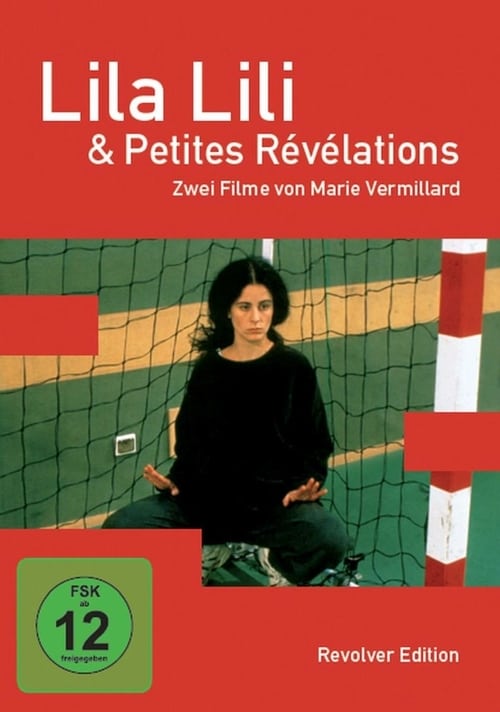 Lila Lili
& Petites Révélations
Zwei Filme von Marie Vermillard
FSK
ab
12
freigegeben
Revolver Edition